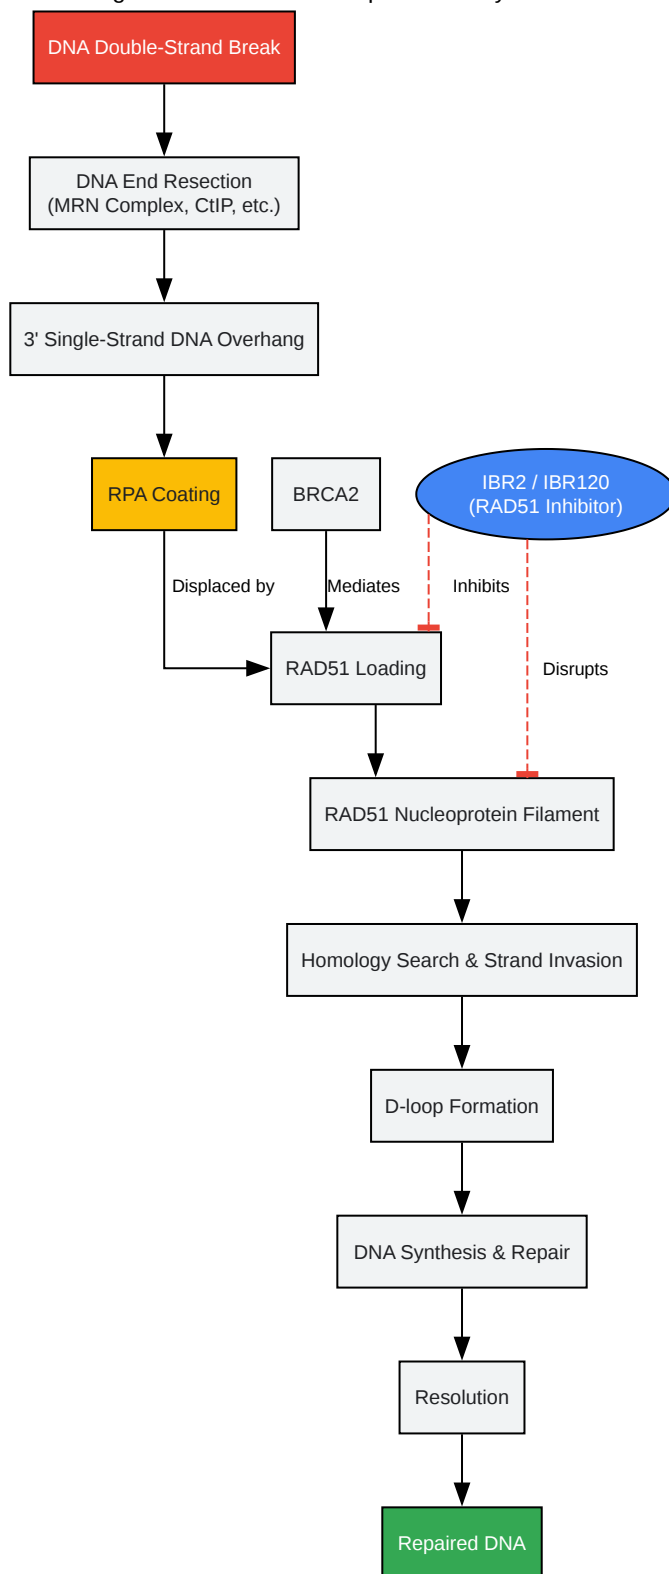 DNA Double-Strand Break
DNA End Resection
(MRN Complex, CtIP, etc.)
3' Single-Strand DNA Overhang
RPA Coating
BRCA2
IBR2 / IBR120
(RAD51 Inhibitor)
Displaced by
Mediates
Inhibits
RAD51 Loading
Disrupts
RAD51 Nucleoprotein Filament
Homology Search & Strand Invasion
D-loop Formation
DNA Synthesis & Repair
Resolution
Repaired DNA